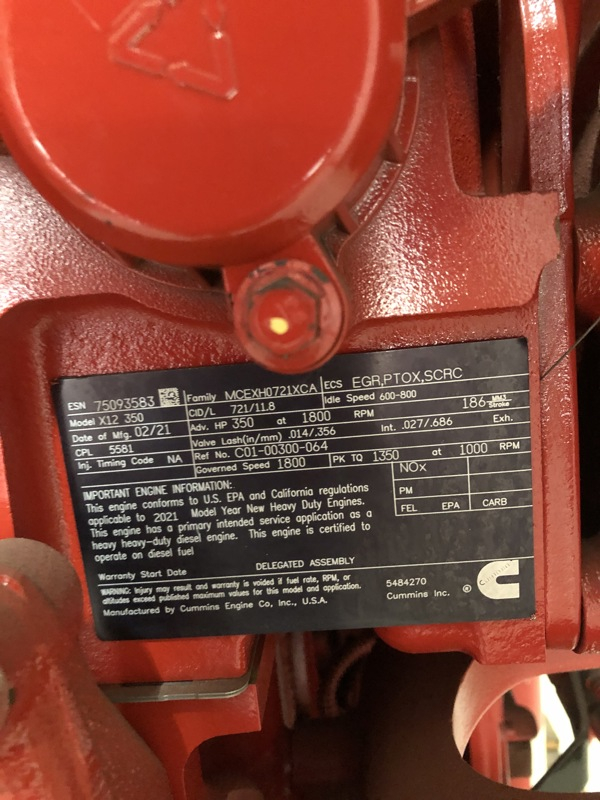 ESN 75093583 Family MCEXH0721XCA ECS EGR,PTOX,SCRC
Model X12 350 CID/L 721/11.8 Idle Speed 600-800
Date of Mfg. 02/21 Adv. HP 350 at 1800 RPM 186 MM3 Stroke
CPL 5581 Valve Lash(in/mm) .014/.356 Int. .027/.686 Exh.
Inj. Timing Code NA Ref No. C01-00300-064
Governed Speed 1800 PK TQ 1350 at 1000 RPM
IMPORTANT ENGINE INFORMATION:
This engine conforms to U.S. EPA and California regulations
applicable to 2021 Model Year New Heavy Duty Engines.
This engine has a primary intended service application as a
heavy heavy-duty diesel engine. This engine is certified to
operate on diesel fuel
NOx
PM
FEL EPA CARB
DELEGATED ASSEMBLY
Warranty Start Date
WARNING: Injury may result and warranty is voided if fuel rate, RPM, or
altitudes exceed published maximum values for this model and application.
Manufactured by Cummins Engine Co, Inc., U.S.A.
5484270
Cummins Inc.
® Cummins